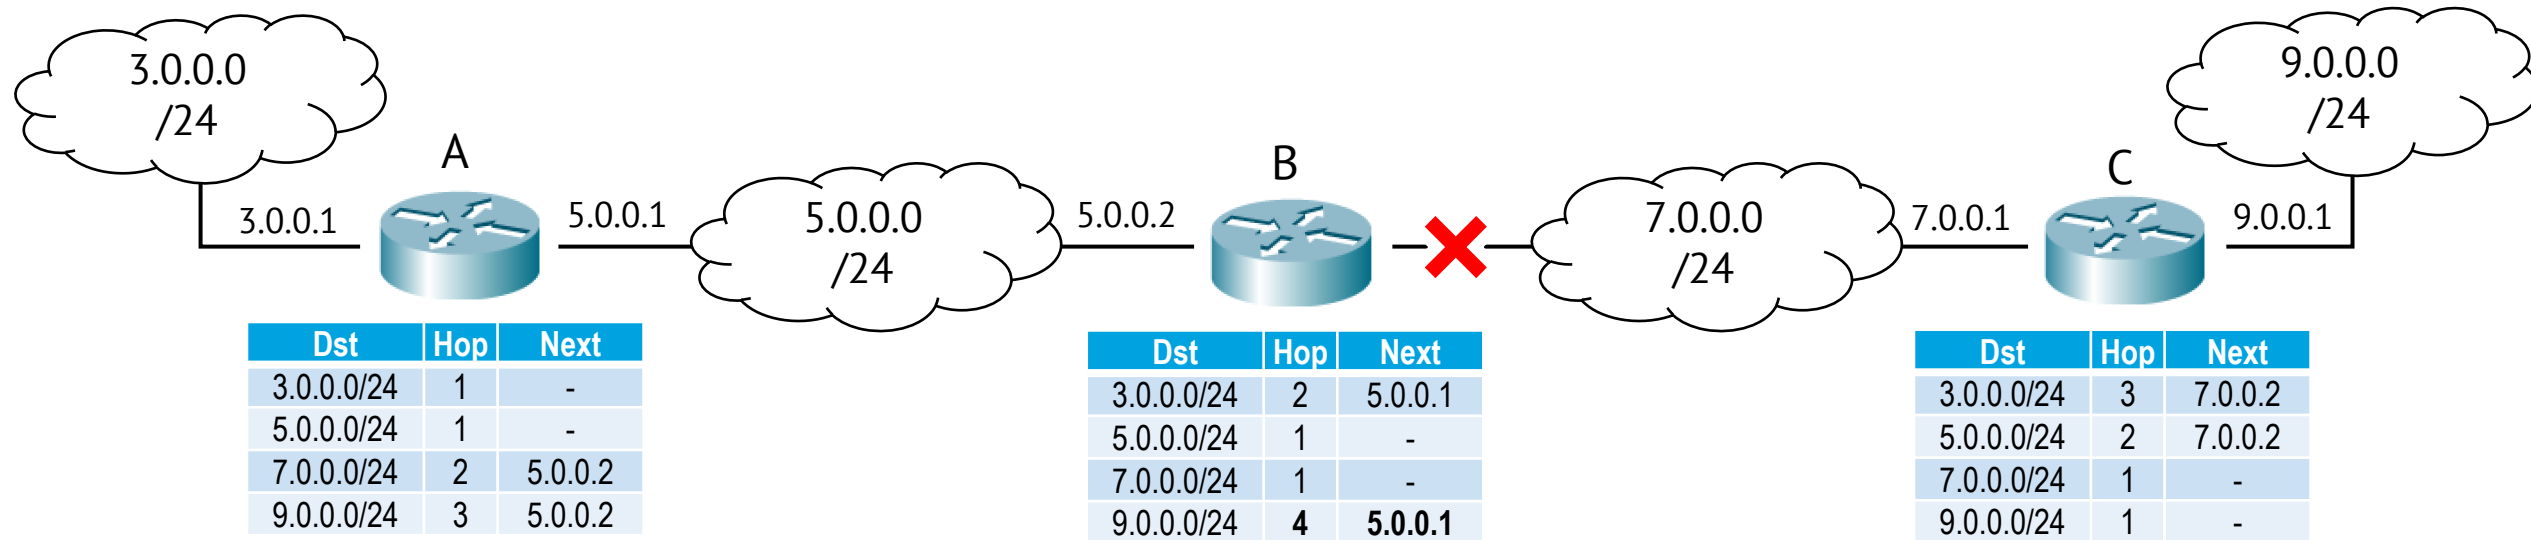 3.0.0.0
/24
A
3.0.0.1
5.0.0.1
5.0.0.0
/24
5.0.0.2
B
7.0.0.0
/24
7.0.0.1
C
9.0.0.1
9.0.0.0
/24
Dst Hop Next
3.0.0.0/24 1 -
5.0.0.0/24 1 -
7.0.0.0/24 2 5.0.0.2
9.0.0.0/24 3 5.0.0.2
Dst Hop Next
3.0.0.0/24 2 5.0.0.1
5.0.0.0/24 1 -
7.0.0.0/24 1 -
9.0.0.0/24 4 5.0.0.1
Dst Hop Next
3.0.0.0/24 3 7.0.0.2
5.0.0.0/24 2 7.0.0.2
7.0.0.0/24 1 -
9.0.0.0/24 1 -